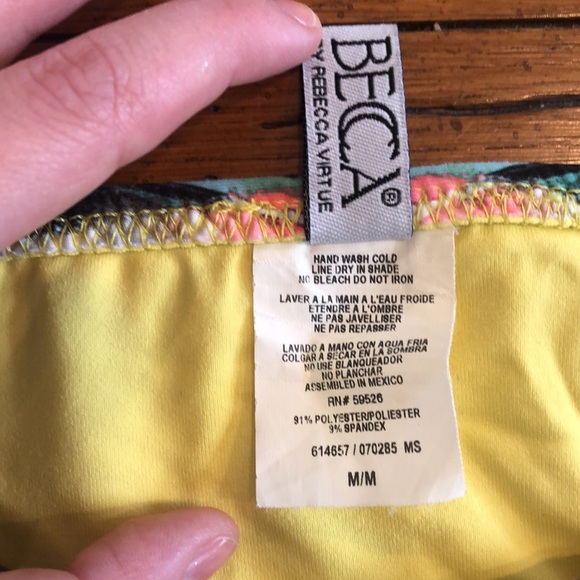 BECCA®
BY REBECCA VIRTUE
HAND WASH COLD
LINE DRY IN SHADE
NO BLEACH DO NOT IRON
LAVER A LA MAIN A L'EAU FROIDE
ETENDRE A L'OMBRE
NE PAS JAVELLISER
NE PAS REPASSER
LAVADO A MANO CON AGUA FRIA
COLGAR A SECAR EN LA SOMBRA
NO USE BLANQUEADOR
NO PLANCHAR
ASSEMBLED IN MEXICO
RN# 59526
91% POLYESTER/POLIESTER
9% SPANDEX
614657 / 070285 MS
M/M